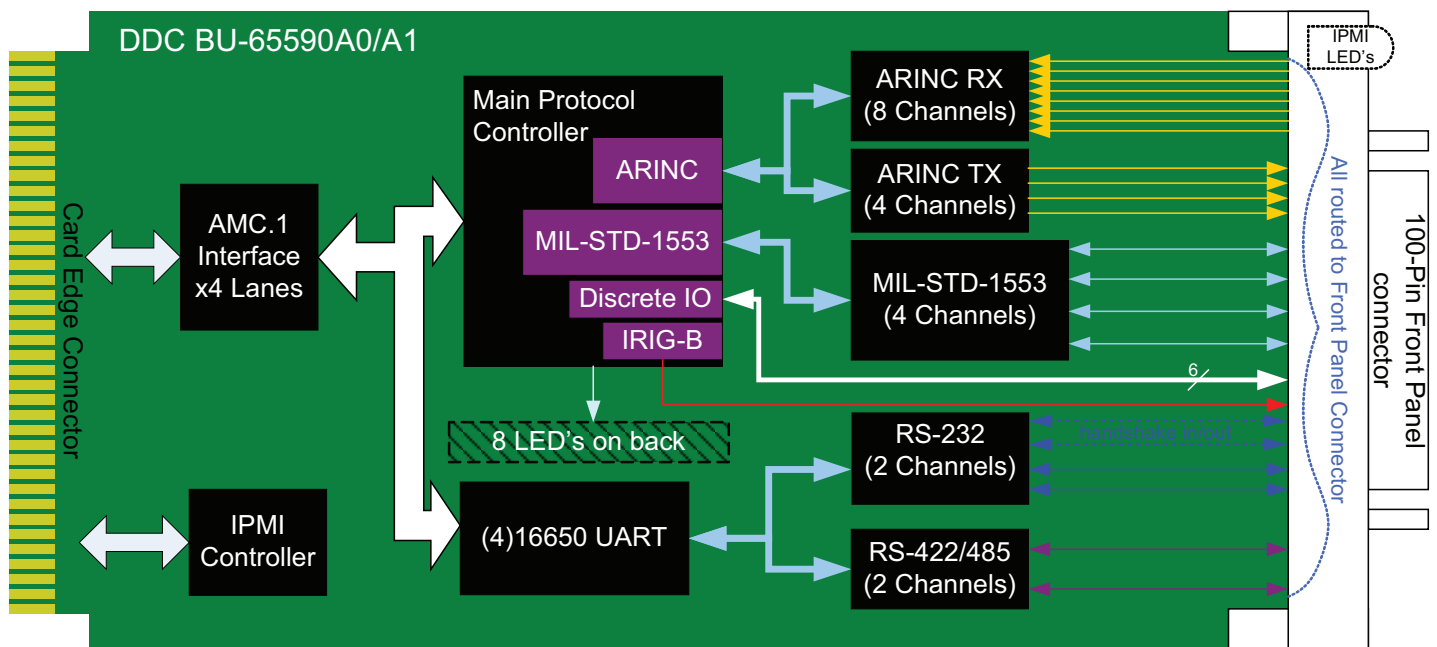 DDC BU-65590A0/A1
IPMI
LED's
Main Protocol
Controller
ARINC
MIL-STD-1553
Discrete IO
IRIG-B
ARINC RX
(8 Channels)
ARINC TX
(4 Channels)
MIL-STD-1553
(4 Channels)
AMC.1
Interface
x4 Lanes
Card Edge Connector
6
8 LED's on back
RS-232
(2 Channels)
handshake in/out
IPMI
Controller
(4)16650 UART
RS-422/485
(2 Channels)
All routed to Front Panel Connector
100-Pin Front Panel
connector